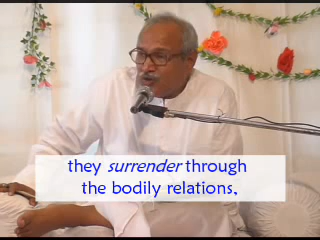 they surrender through
the bodily relations,